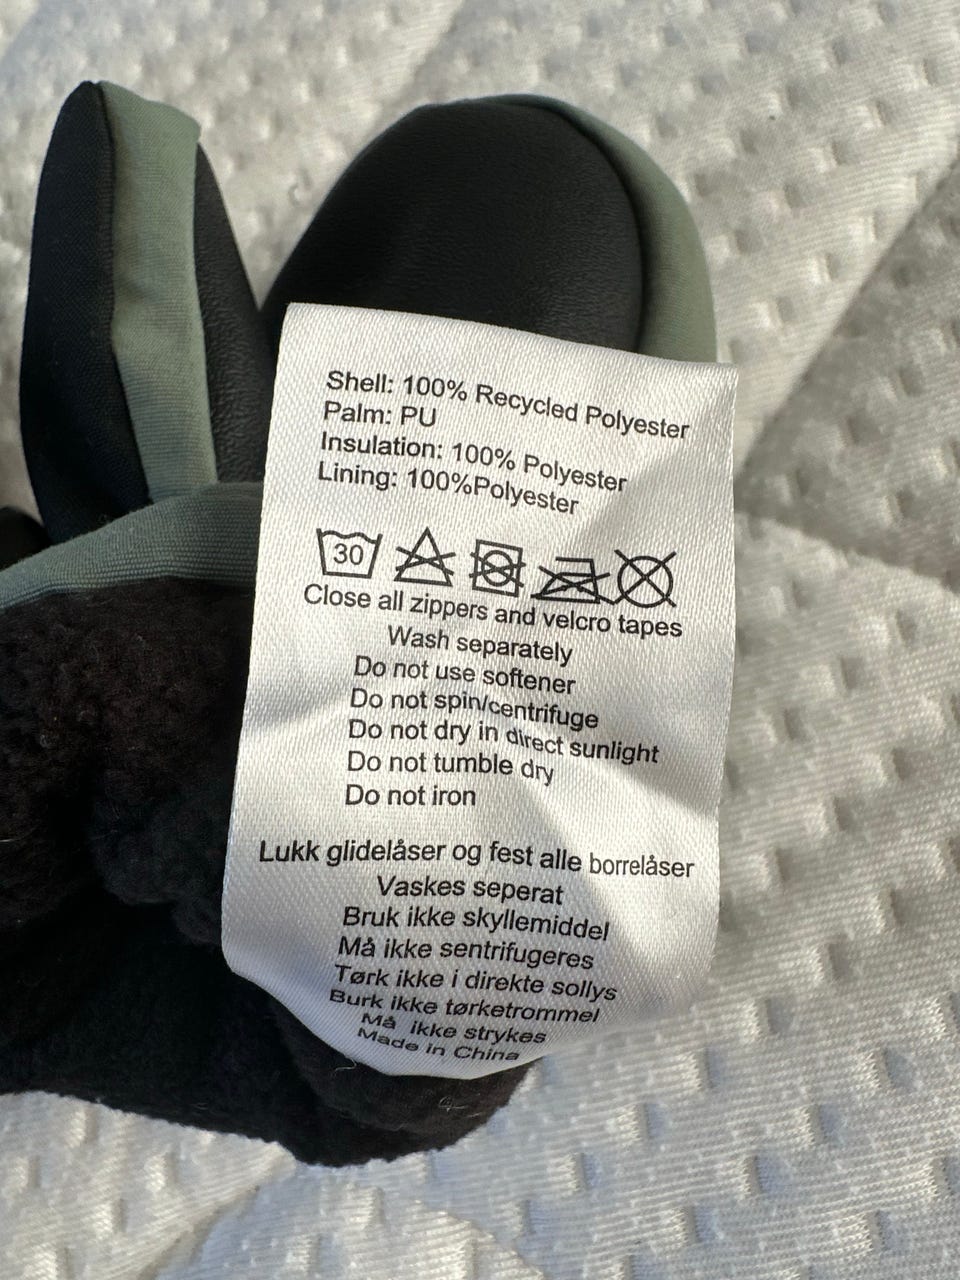 Shell: 100% Recycled Polyester
Palm: PU
Insulation: 100% Polyester
Lining: 100%Polyester
30
Close all zippers and velcro tapes
Wash separately
Do not use softener
Do not spin/centrifuge
Do not dry in direct sunlight
Do not tumble dry
Do not iron
Lukk glidelåser og fest alle borrelåser
Vaskes seperat
Bruk ikke skyllemiddel
Må ikke sentrifugeres
Tørk ikke i direkte sollys
Burk ikke tørketrommel
Må ikke strykes
Made in China